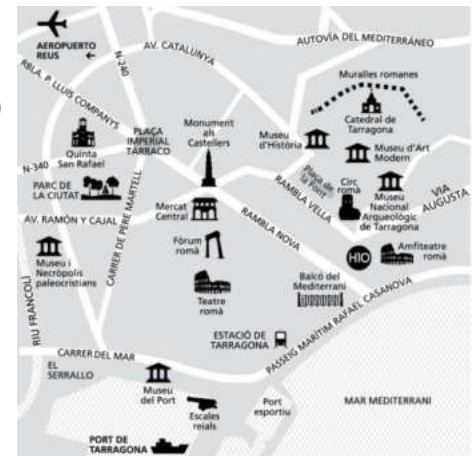 AEROPUERTO
REUS
N-240
AV. CATALUNYA
AUTOVÍA DEL MEDITERRÁNEO
RBLA. P. LLUIS COMPANYS
Muralles romanes
PLAÇA
IMPERIAL
TARRACO
Monument
als
Castellers
Museu
d'Història
Catedral de
Tarragona
Museu d'Art
Modern
Quinta
San Rafael
N-340
PARC DE
LA CIUTAT
Plaça de
la Font
Circ
romà
Museu
Nacional
Arqueològic
de Tarragona
VIA
AUGUSTA
RAMBLA VELLA
AV. RAMÓN Y CAJAL
CARRER DE PERE MARTELL
Mercat
Central
RAMBLA NOVA
Museu i
Necròpolis
paleocristians
Fòrum
romà
H10
Amfiteatre
romà
Teatre
romà
Balcó del
Mediterrani
RIU FRANCOLÍ
ESTACIÓ DE
TARRAGONA
PASSEIG MARÍTIM RAFAEL CASANOVA
CARRER DEL MAR
EL
SERRALLO
Museu
del Port
Escales
reials
Port
esportiu
MAR MEDITERRANI
PORT DE
TARRAGONA